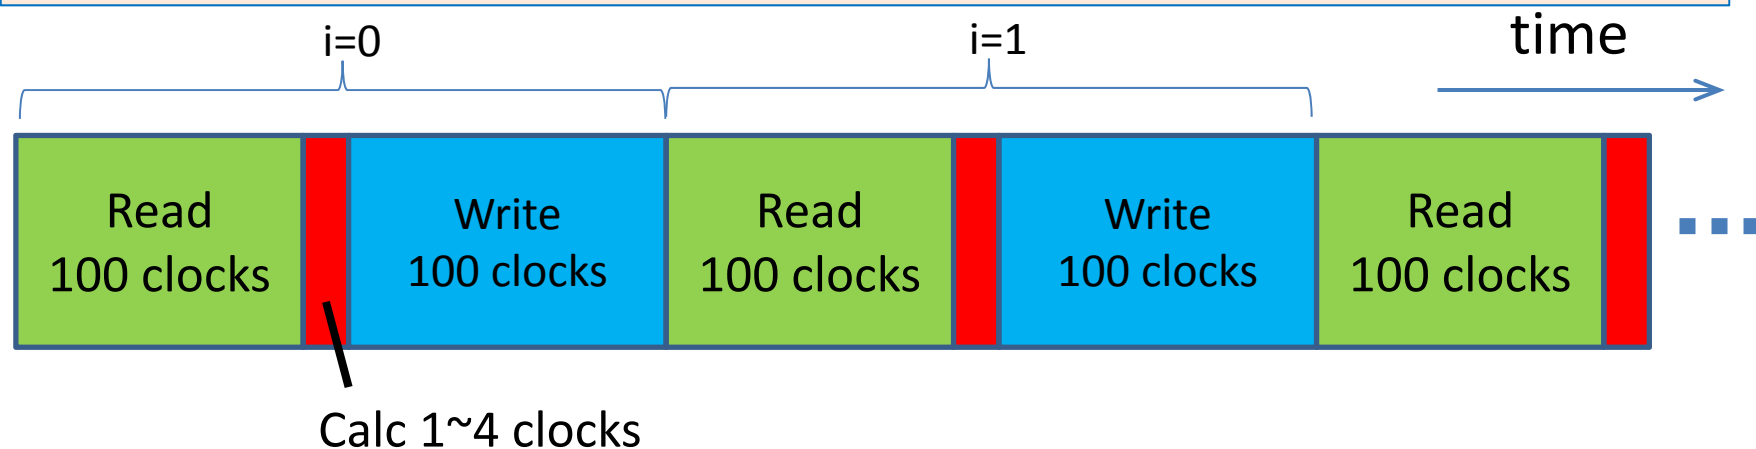 i=0
i=1
time
Read
100 clocks
Write
100 clocks
Read
100 clocks
Write
100 clocks
Read
100 clocks
Calc 1~4 clocks